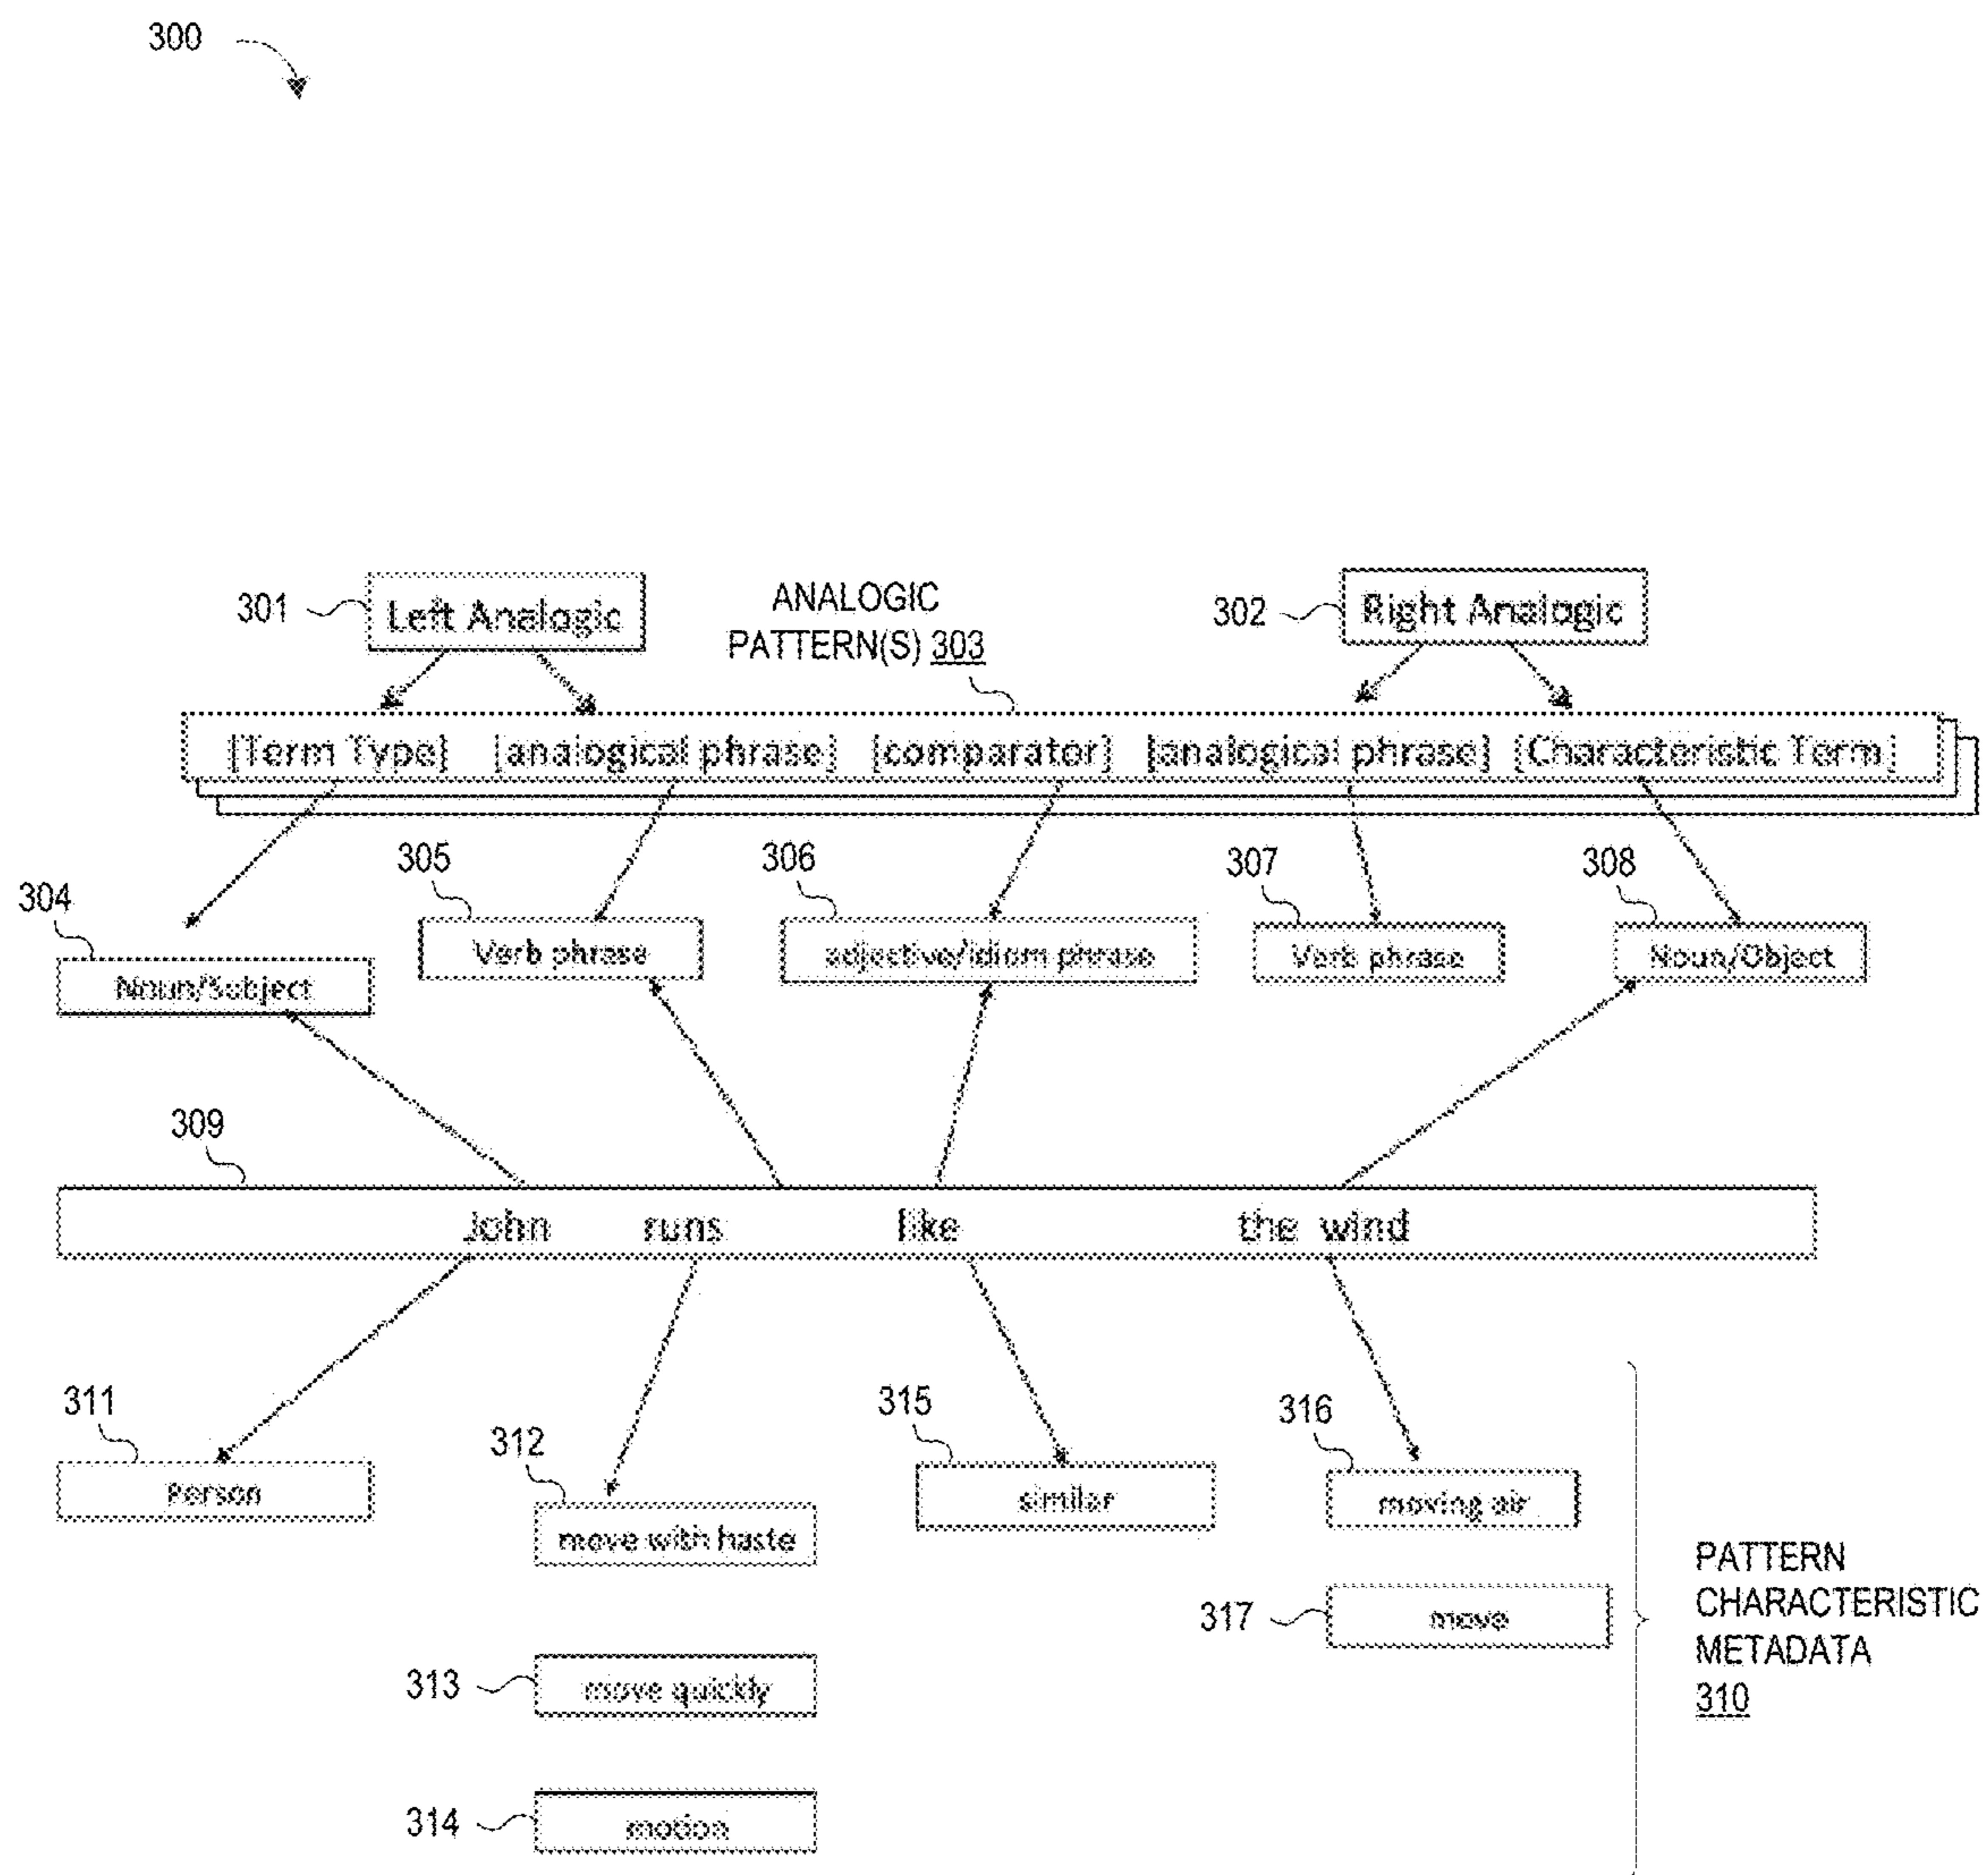 300
301
Left Analogic
ANALOGIC
PATTERN(S) 303
302
Right Analogic
[Term Type] [analogical phrase] [comparator] [analogical phrase] [Characteristic Term]
304
305
306
307
308
Noun/Subject
Verb phrase
adjective/idiom phrase
Verb phrase
Noun/Object
309
John runs like the wind
311
Person
312
move with haste
313
move quickly
314
motion
315
similar
316
moving air
317
move
PATTERN
CHARACTERISTIC
METADATA
310